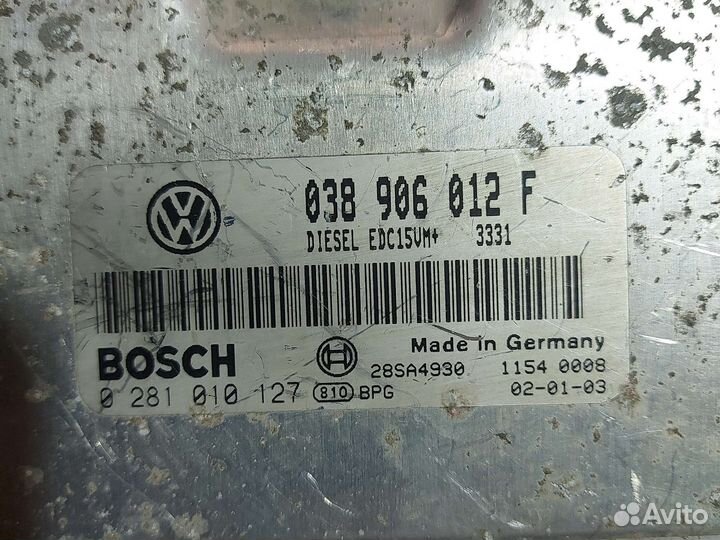 038 906 012 F
DIESEL EDC15VM+ 3331
BOSCH
Made in Germany
28SA4930 1154 0008
0 281 010 127 810 BPG 02-01-03
Avito